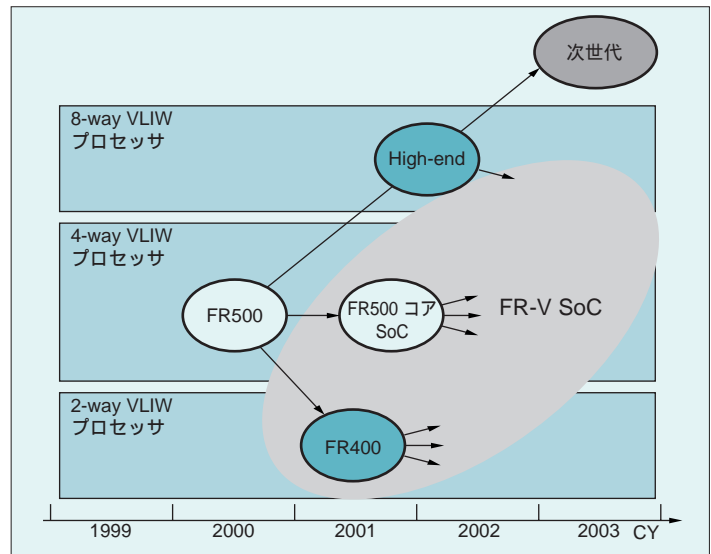 次世代
8-way VLIW
プロセッサ
High-end
4-way VLIW
プロセッサ
FR500
FR500 コア
SoC
FR-V SoC
2-way VLIW
プロセッサ
FR400
1999
2000
2001
2002
2003
CY